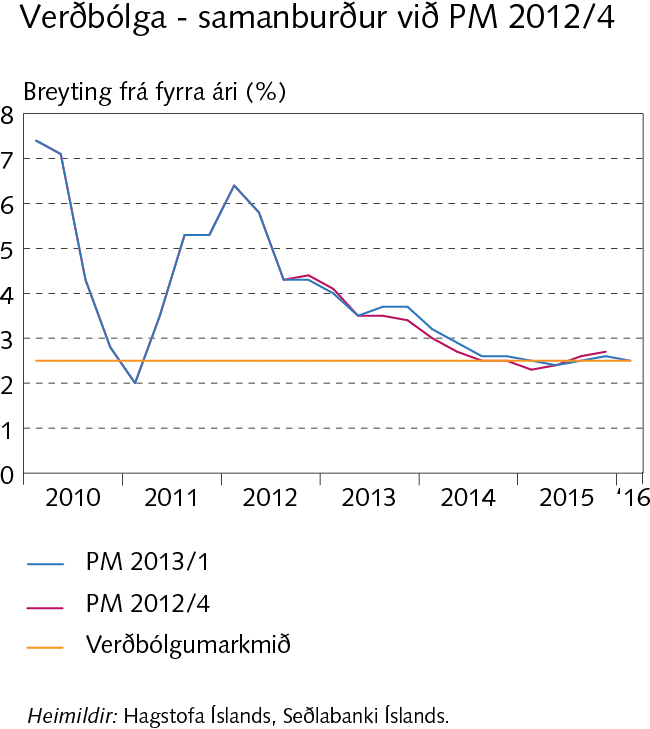 Verðbólga - samanburður við PM 2012/4
Breyting frá fyrra ári (%)
8
7
6
5
4
3
2
1
0
2010 2011 2012 2013 2014 2015 ‘16
PM 2013/1
PM 2012/4
Verðbólgumarkmið
Heimildir: Hagstofa Íslands, Seðlabanki Íslands.